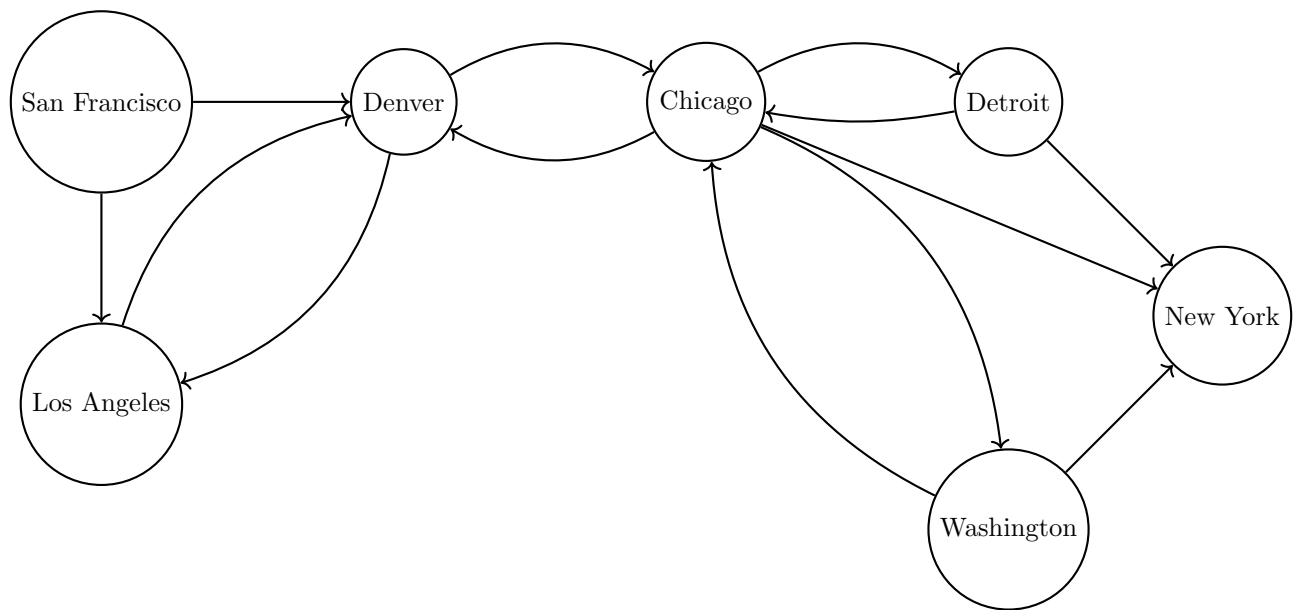 San Francisco
Denver
Chicago
Detroit
New York
Los Angeles
Washington